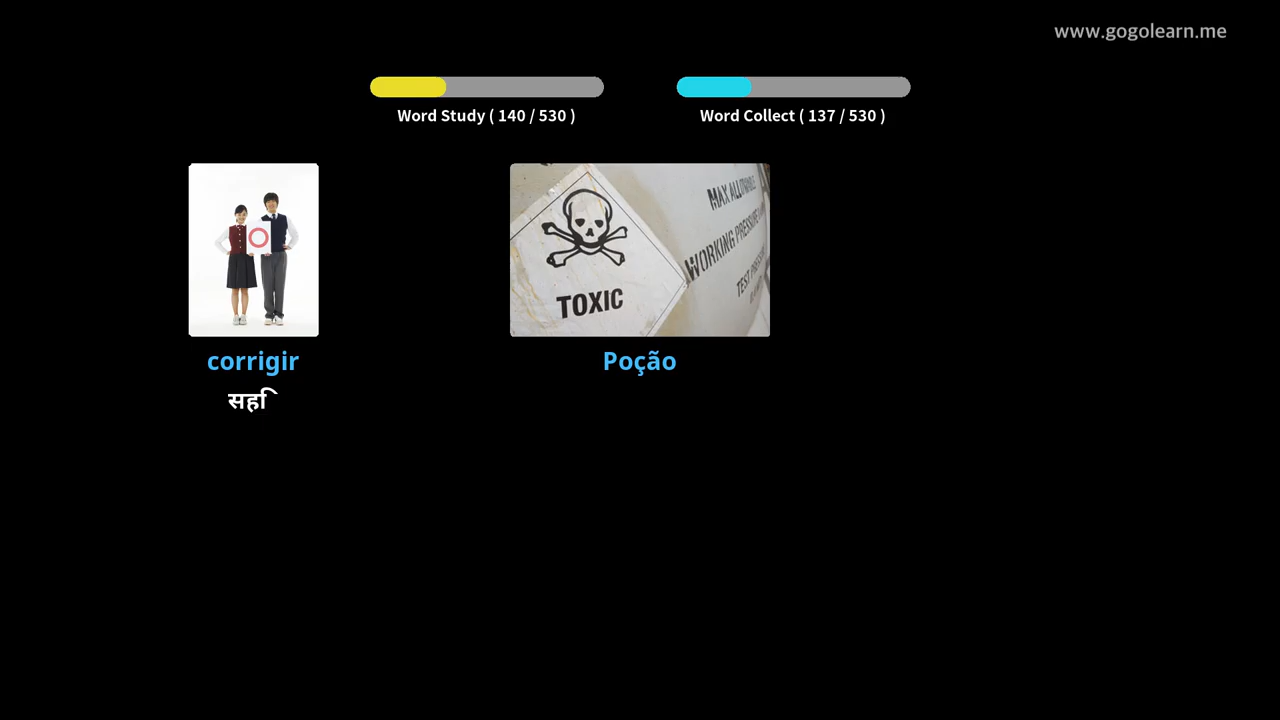 www.gogolearn.me
Word Study ( 140 / 530 )
Word Collect ( 137 / 530 )
MAX ALLOWABLE
WORKING PRESSURE
TOXIC
TEST
corrigir
Poção
सही